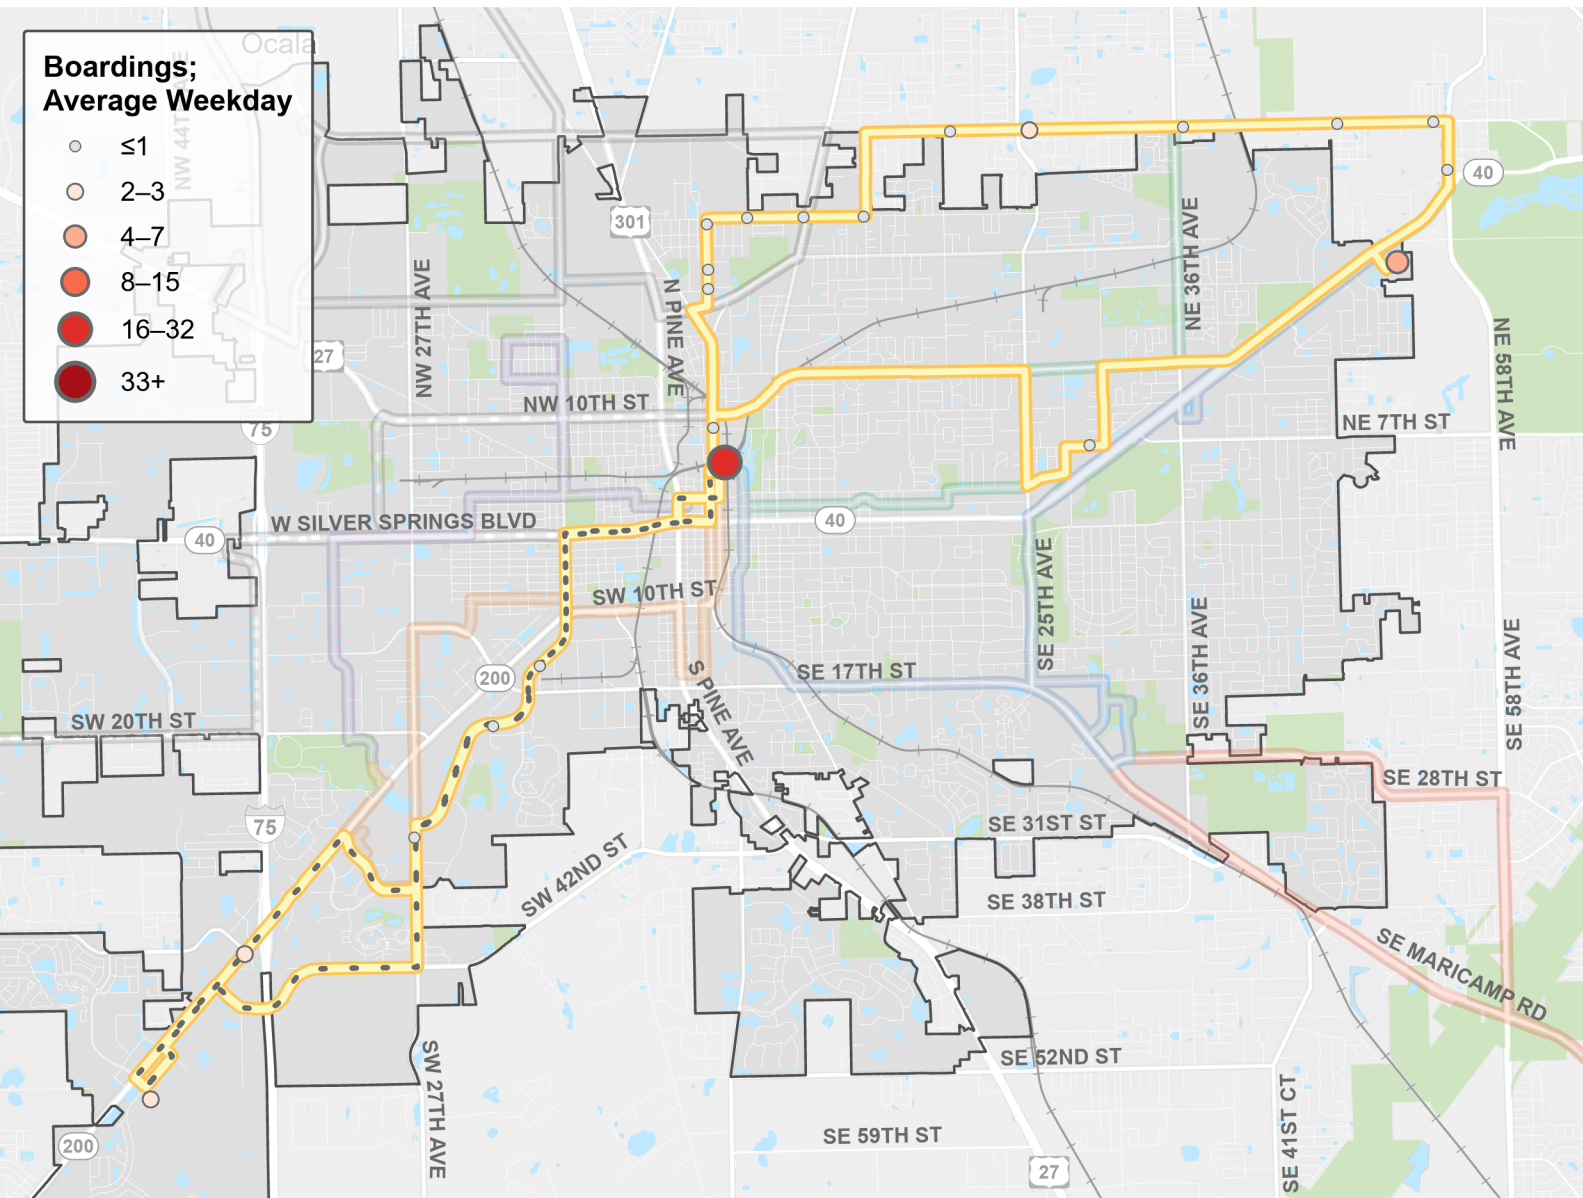 Ocala
Boardings;
Average Weekday
≤1
2–3
4–7
8–15
16–32
33+
NW 44TH AVE
301
40
NE 36TH AVE
NW 27TH AVE
N PINE AVE
27
NE 58TH AVE
NW 10TH ST
75
NE 7TH ST
W SILVER SPRINGS BLVD
40
40
SW 10TH ST
SE 25TH AVE
SE 36TH AVE
SE 58TH AVE
200
SE 17TH ST
S PINE AVE
SW 20TH ST
SE 28TH ST
75
SE 31ST ST
SW 42ND ST
SE 38TH ST
SE MARICAMP RD
SW 27TH AVE
SE 52ND ST
SE 41ST CT
SE 59TH ST
200
27